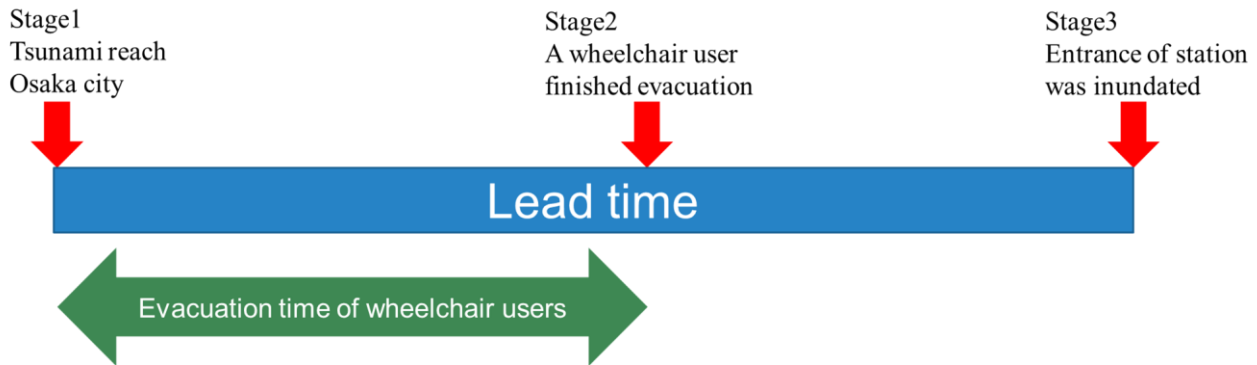 Stage1
Tsunami reach
Osaka city
Stage2
A wheelchair user
finished evacuation
Stage3
Entrance of station
was inundated
Lead time
Evacuation time of wheelchair users